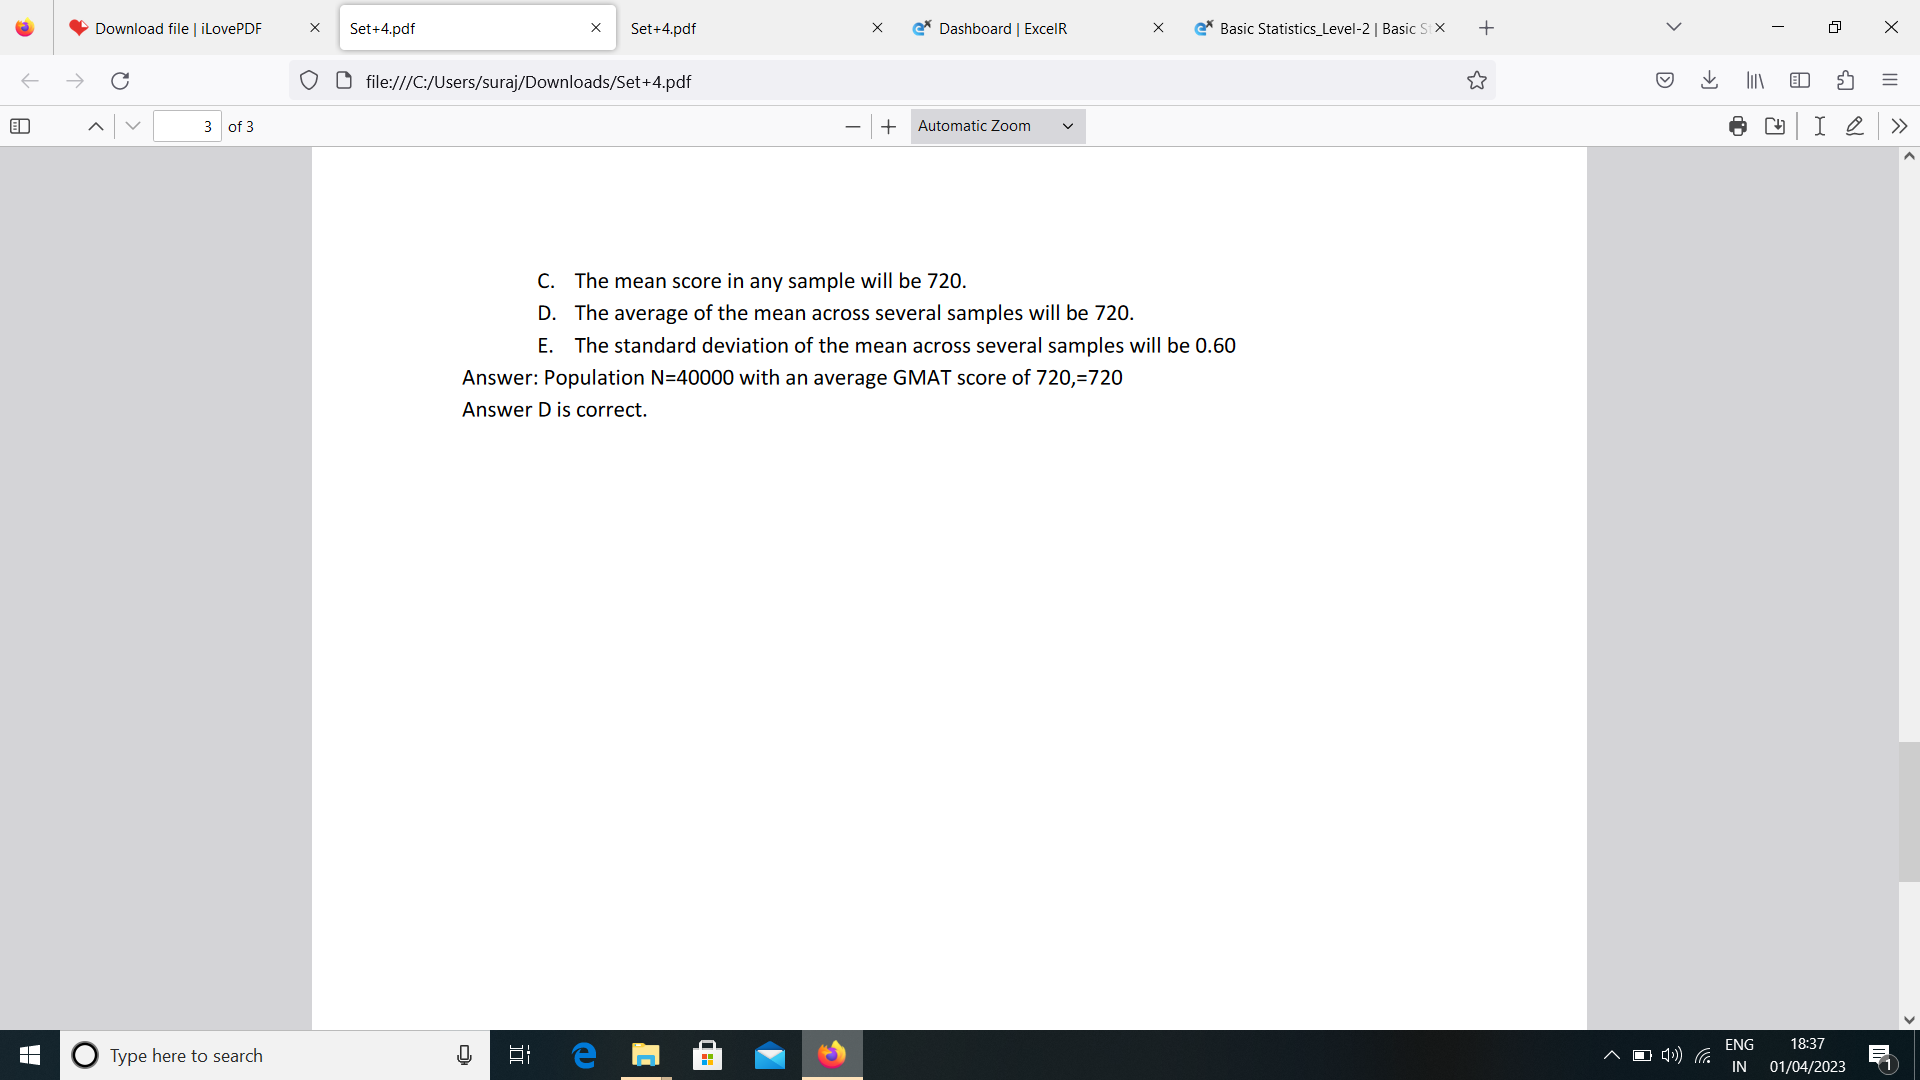 Download file | iLovePDF
Set+4.pdf
Set+4.pdf
Dashboard | ExcelR
Basic Statistics_Level-2 | Basic S
file:///C:/Users/suraj/Downloads/Set+4.pdf
3 of 3
Automatic Zoom
C. The mean score in any sample will be 720.
D. The average of the mean across several samples will be 720.
E. The standard deviation of the mean across several samples will be 0.60
Answer: Population N=40000 with an average GMAT score of 720,=720
Answer D is correct.
Type here to search
ENG
IN
18:37
01/04/2023
1